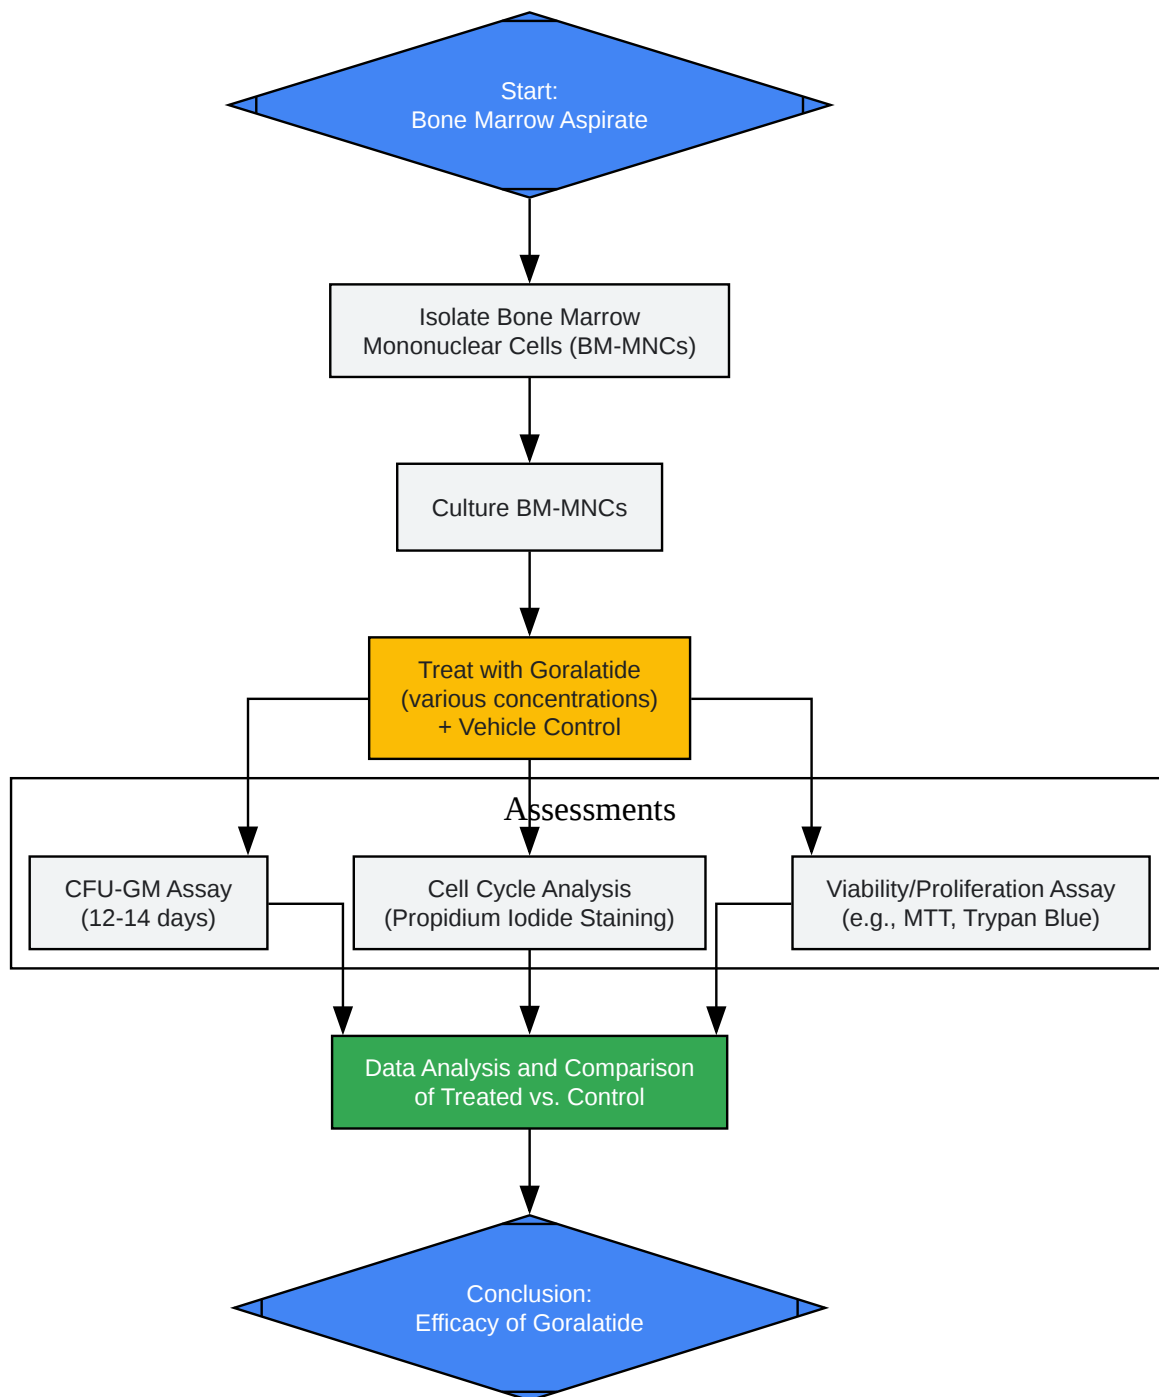 Start:
Bone Marrow Aspirate
Isolate Bone Marrow
Mononuclear Cells (BM-MNCs)
Culture BM-MNCs
Treat with Goralatide
(various concentrations)
+ Vehicle Control
Assessments
CFU-GM Assay
(12-14 days)
Cell Cycle Analysis
(Propidium Iodide Staining)
Viability/Proliferation Assay
(e.g., MTT, Trypan Blue)
Data Analysis and Comparison
of Treated vs. Control
Conclusion:
Efficacy of Goralatide